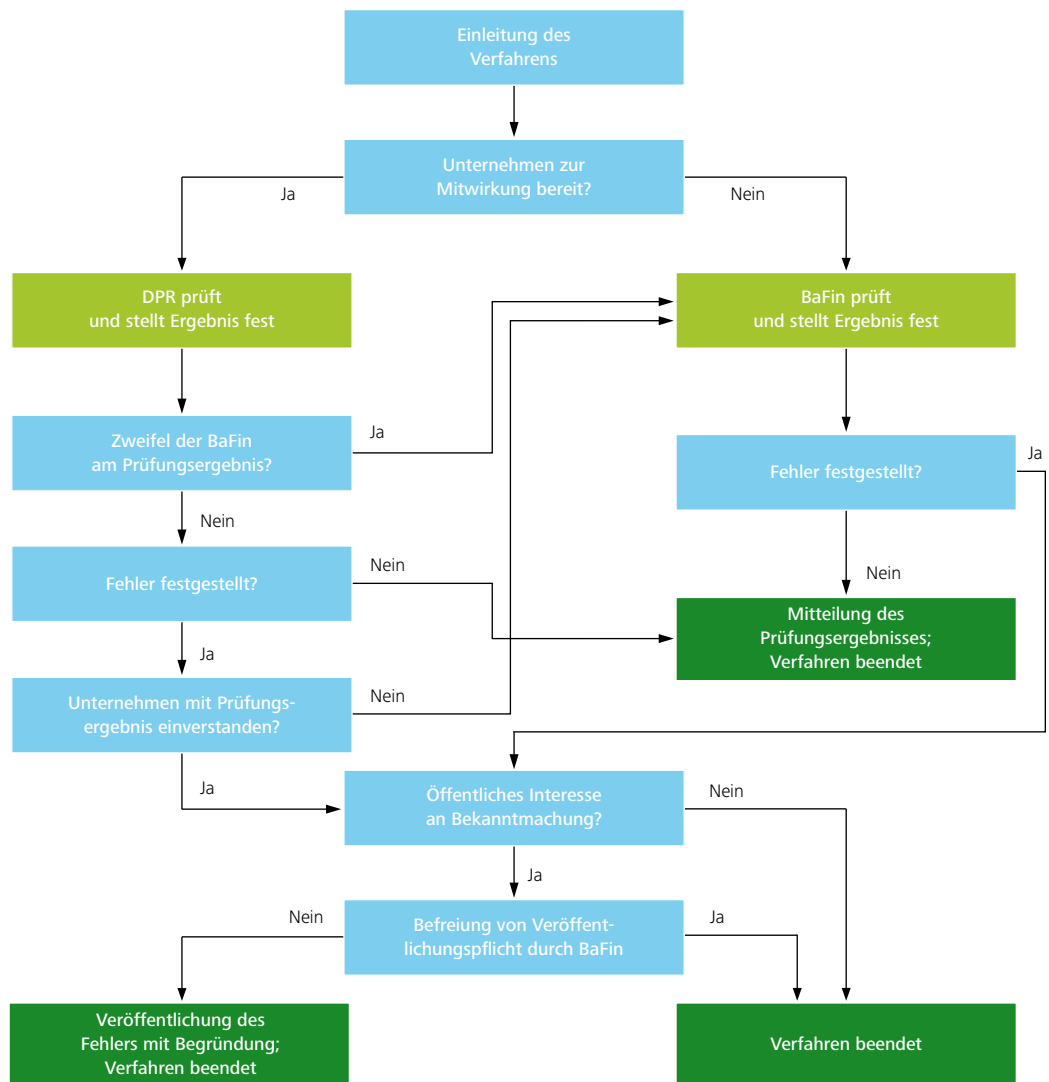 Einleitung des
Verfahrens
Unternehmen zur
Mitwirkung bereit?
Ja
Nein
DPR prüft
und stellt Ergebnis fest
BaFin prüft
und stellt Ergebnis fest
Zweifel der BaFin
am Prüfungsergebnis?
Ja
Fehler festgestellt?
Ja
Nein
Fehler festgestellt?
Nein
Nein
Mitteilung des
Prüfungsergebnisses;
Verfahren beendet
Ja
Unternehmen mit Prüfungs-
ergebnis einverstanden?
Nein
Ja
Öffentliches Interesse
an Bekanntmachung?
Nein
Ja
Befreiung von Veröffent-
lichungspflicht durch BaFin
Nein
Ja
Veröffentlichung des
Fehlers mit Begründung;
Verfahren beendet
Verfahren beendet